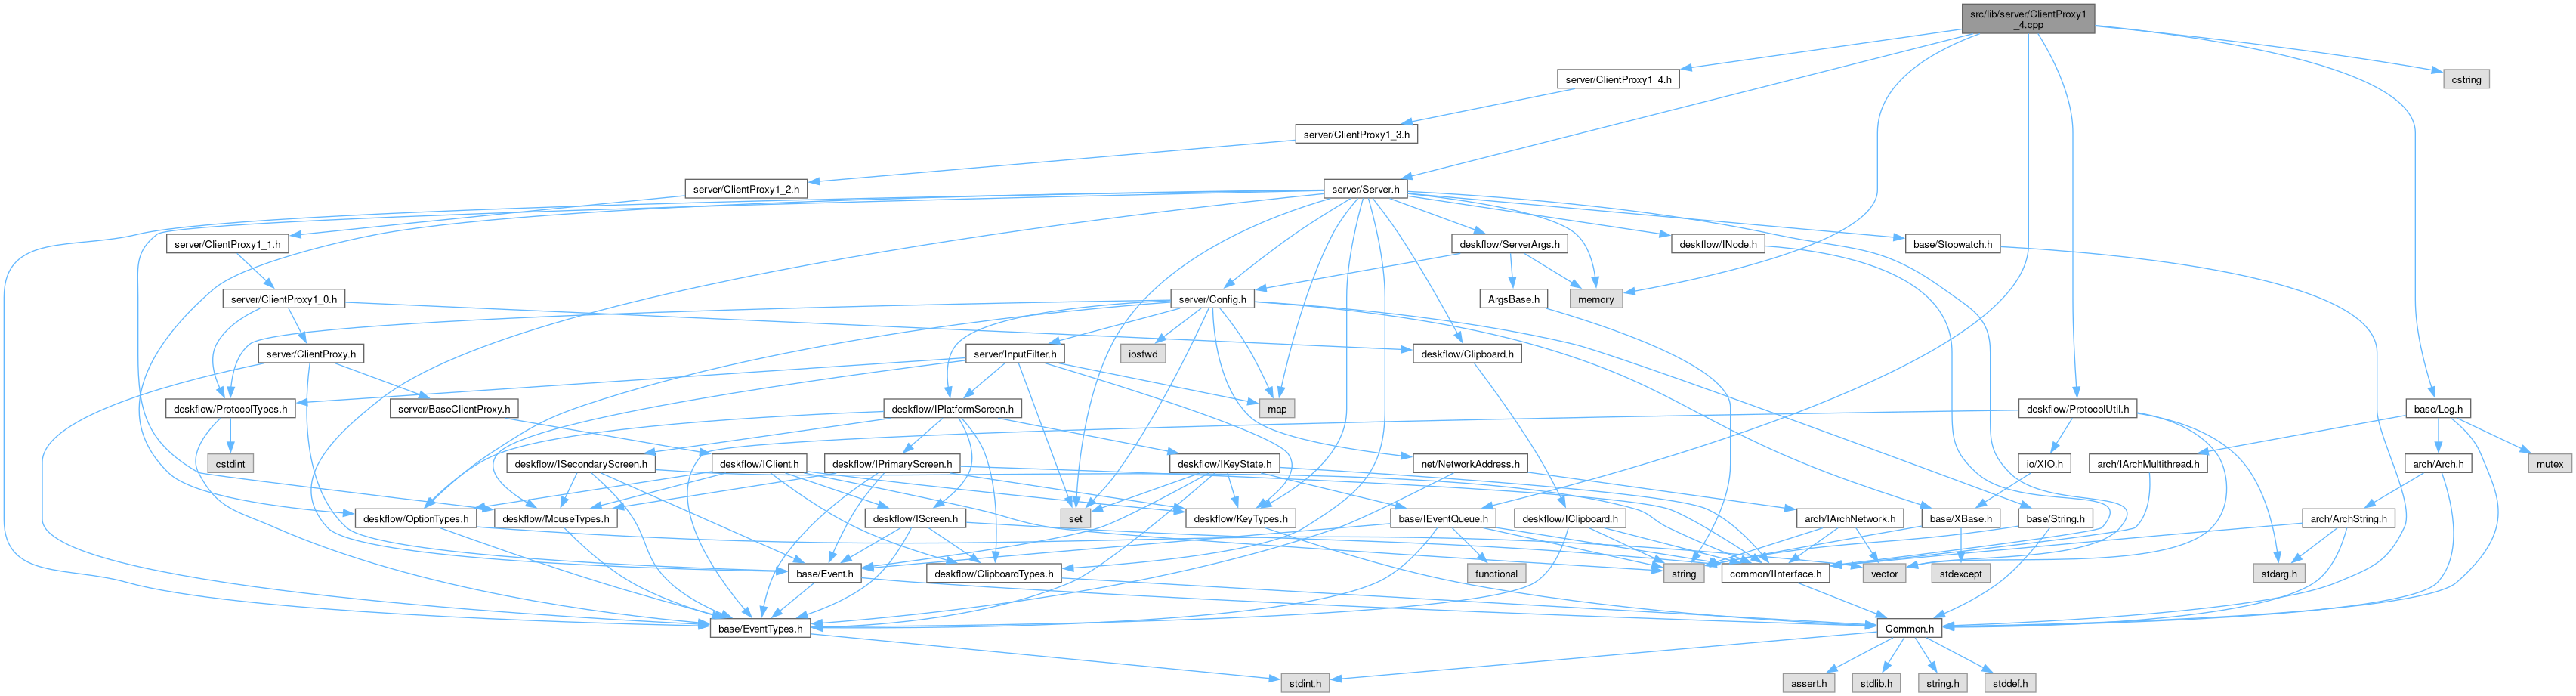 src/lib/server/ClientProxy1
_4.cpp
server/ClientProxy1_4.h
cstring
server/ClientProxy1_3.h
server/ClientProxy1_2.h
server/Server.h
server/ClientProxy1_1.h
deskflow/ServerArgs.h
deskflow/INode.h
base/Stopwatch.h
server/ClientProxy1_0.h
server/Config.h
ArgsBase.h
memory
server/ClientProxy.h
server/InputFilter.h
iosfwd
deskflow/Clipboard.h
deskflow/ProtocolTypes.h
server/BaseClientProxy.h
deskflow/IPlatformScreen.h
map
deskflow/ProtocolUtil.h
base/Log.h
cstdint
deskflow/ISecondaryScreen.h
deskflow/IClient.h
deskflow/IPrimaryScreen.h
deskflow/IKeyState.h
net/NetworkAddress.h
io/XIO.h
arch/IArchMultithread.h
arch/Arch.h
mutex
deskflow/OptionTypes.h
deskflow/MouseTypes.h
deskflow/IScreen.h
set
deskflow/KeyTypes.h
base/IEventQueue.h
deskflow/IClipboard.h
arch/IArchNetwork.h
base/XBase.h
base/String.h
arch/ArchString.h
base/Event.h
deskflow/ClipboardTypes.h
functional
string
common/IInterface.h
vector
stdexcept
stdarg.h
base/EventTypes.h
Common.h
stdint.h
assert.h
stdlib.h
string.h
stddef.h